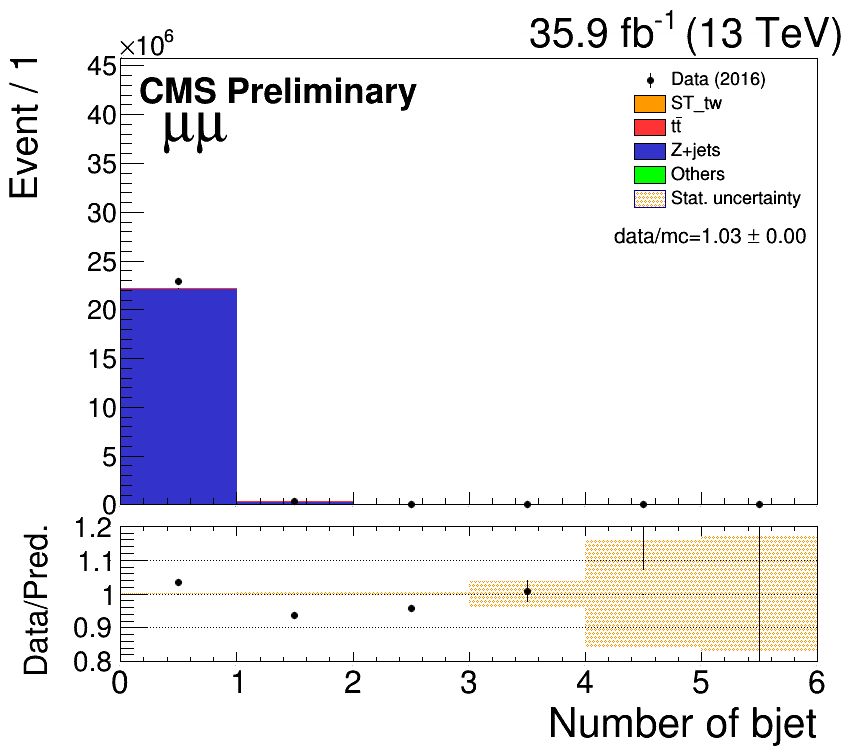 35.9 fb⁻¹ (13 TeV)
×10⁶
Event / 1
45
40
35
30
25
20
15
10
5
0
CMS Preliminary
μμ
Data (2016)
ST_tw
tt̄
Z+jets
Others
Stat. uncertainty
data/mc=1.03 ± 0.00
Data/Pred.
1.2
1.1
1
0.9
0.8
0 1 2 3 4 5 6
Number of bjet